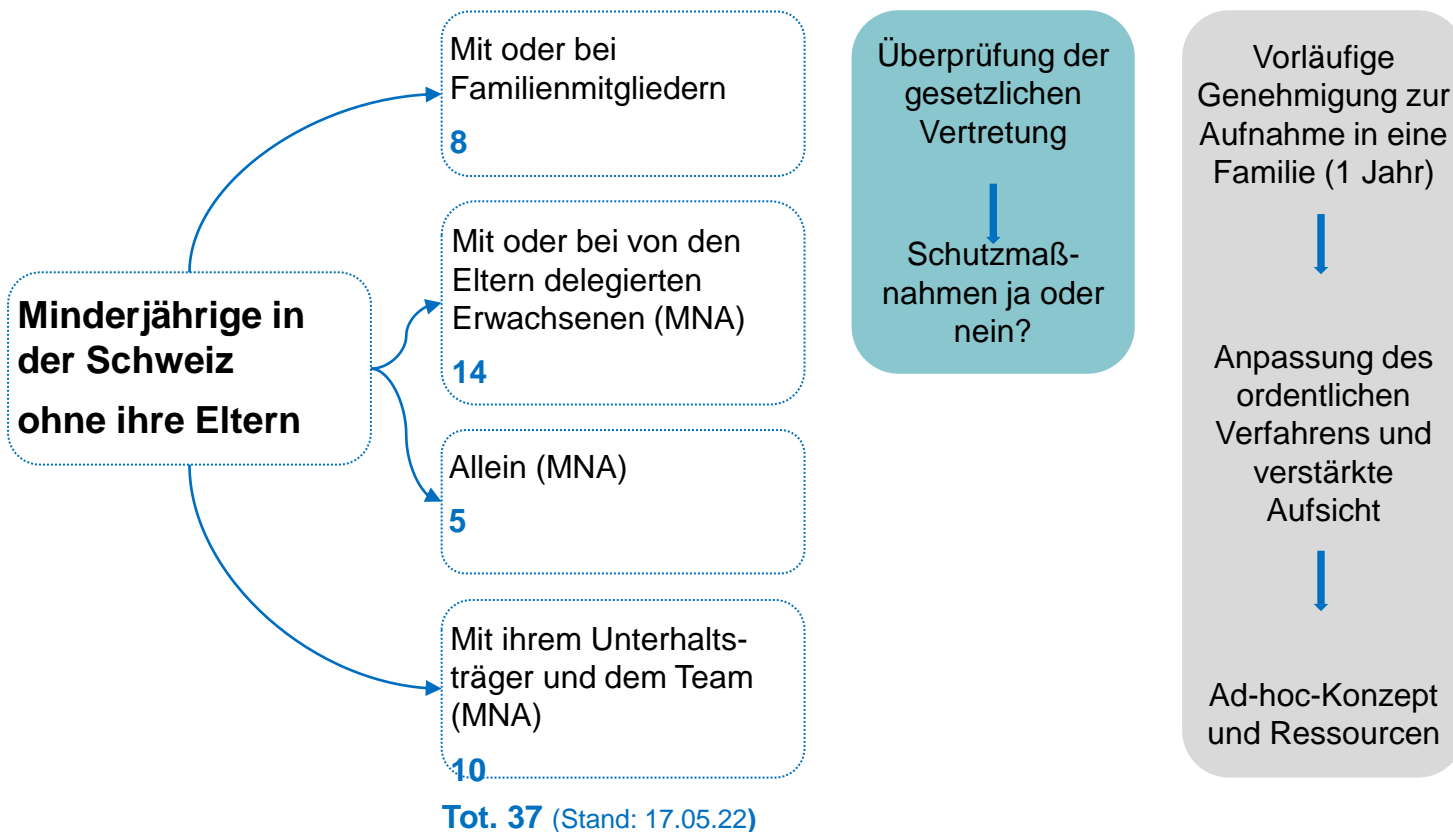 Minderjährige in
der Schweiz
ohne ihre Eltern
Mit oder bei
Familienmitgliedern
8
Mit oder bei von den
Eltern delegierten
Erwachsenen (MNA)
14
Allein (MNA)
5
Mit ihrem Unterhalts-
träger und dem Team
(MNA)
10
Tot. 37 (Stand: 17.05.22)
Überprüfung der
gesetzlichen
Vertretung
Schutzmaß-
nahmen ja oder
nein?
Vorläufige
Genehmigung zur
Aufnahme in eine
Familie (1 Jahr)
Anpassung des
ordentlichen
Verfahrens und
verstärkte
Aufsicht
Ad-hoc-Konzept
und Ressourcen